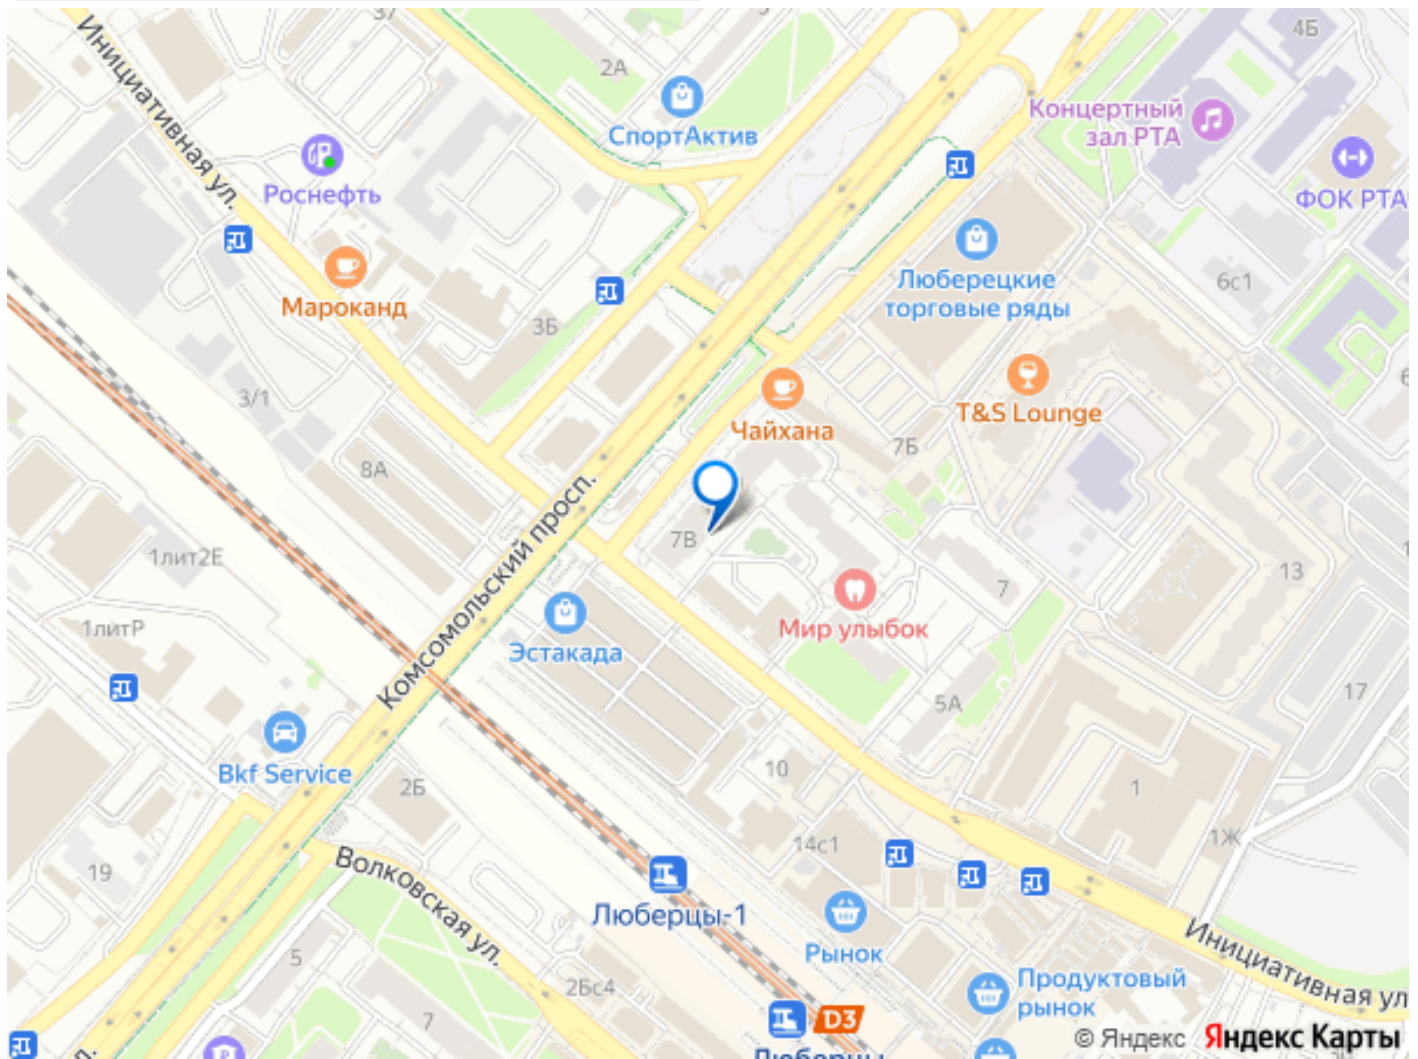 Инициативная ул.
2А
4Б
СпортАктив
Концертный
зал РТА
Роснефть
ФОК РТА
Люберецкие
торговые ряды
6с1
Мароканд
3Б
3/1
T&S Lounge
Чайхана
7Б
8А
Комсомольский просп.
7В
1лит2Е
7
13
Мир улыбок
1литР
Эстакада
5А
17
Bkf Service
2Б
10
1
14с1
1Ж
19
Волковская ул.
Люберцы-1
Рынок
5
2Бс4
Инициативная ул
Продуктовый
рынок
7
D3
Люберцы
© Яндекс Яндекс Карты